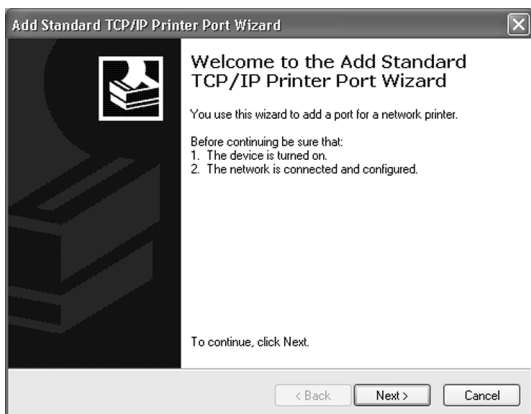 Add Standard TCP/IP Printer Port Wizard
Welcome to the Add Standard
TCP/IP Printer Port Wizard
You use this wizard to add a port for a network printer.
Before continuing be sure that:
1. The device is turned on.
2. The network is connected and configured.
To continue, click Next.
< Back
Next >
Cancel